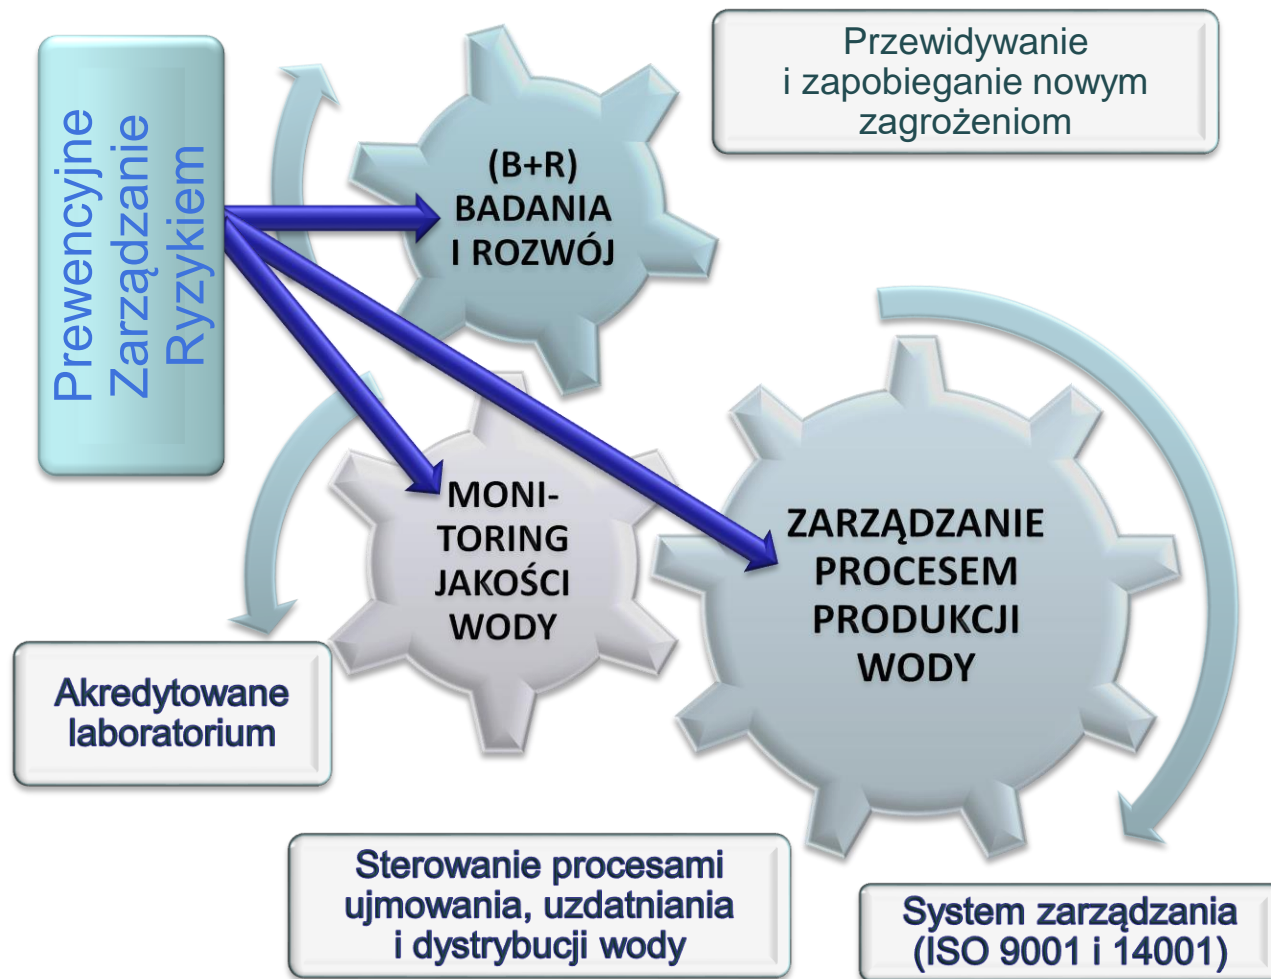 Prewencyjne
Zarządzanie
Ryzykiem
Przewidywanie
i zapobieganie nowym
zagrożeniom
(B+R)
BADANIA
I ROZWÓJ
MONI-
TORING
JAKOŚCI
WODY
ZARZĄDZANIE
PROCESEM
PRODUKCJI
WODY
Akredytowane
laboratorium
Sterowanie procesami
ujmowania, uzdatniania
i dystrybucji wody
System zarządzania
(ISO 9001 i 14001)